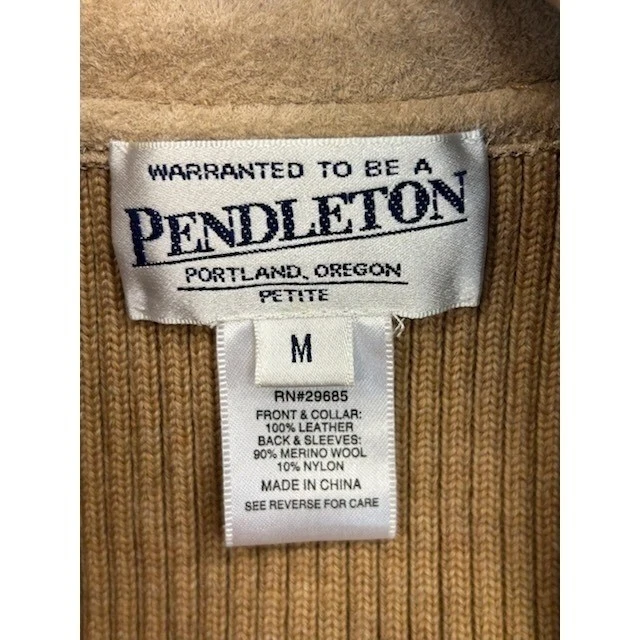 WARRANTED TO BE A
PENDLETON
PORTLAND, OREGON
PETITE
M
RN#29685
FRONT & COLLAR:
100% LEATHER
BACK & SLEEVES:
90% MERINO WOOL
10% NYLON
MADE IN CHINA
SEE REVERSE FOR CARE